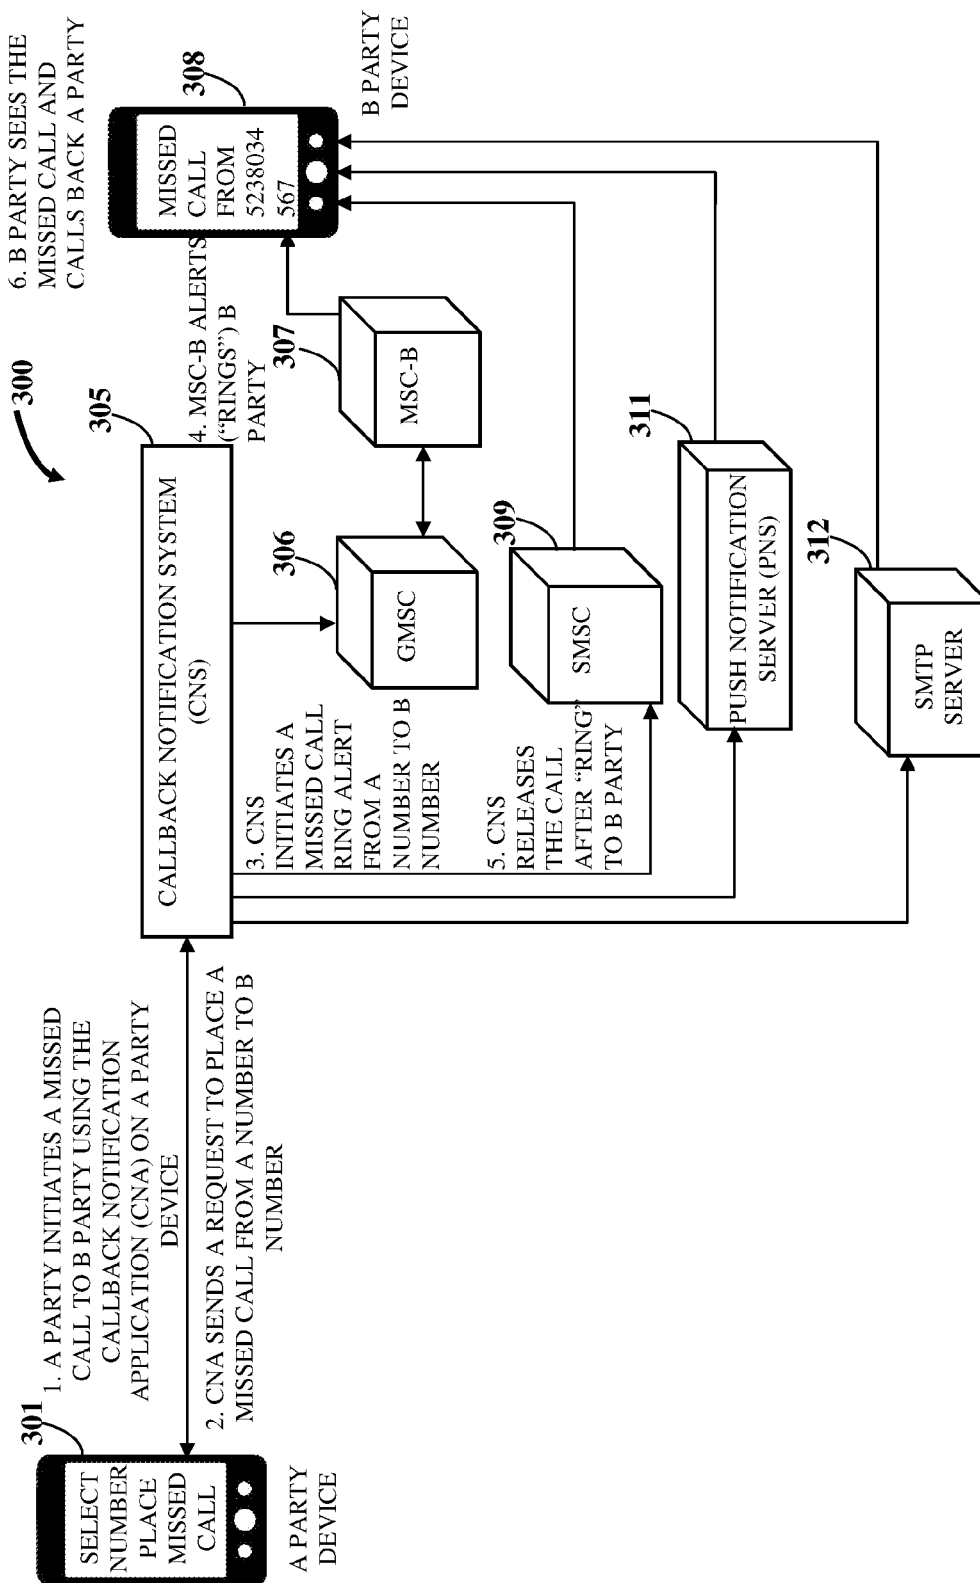 300
6. B PARTY SEES THE
MISSED CALL AND
CALLS BACK A PARTY
301
SELECT
NUMBER
PLACE
MISSED
CALL
A PARTY
DEVICE
1. A PARTY INITIATES A MISSED
CALL TO B PARTY USING THE
CALLBACK NOTIFICATION
APPLICATION (CNA) ON A PARTY
DEVICE
2. CNA SENDS A REQUEST TO PLACE A
MISSED CALL FROM A NUMBER TO B
NUMBER
305
CALLBACK NOTIFICATION SYSTEM
(CNS)
4. MSC-B ALERTS
(“RINGS”) B
PARTY
308
MISSED
CALL
FROM
5238034
567
B PARTY
DEVICE
3. CNS
INITIATES A
MISSED CALL
RING ALERT
FROM A
NUMBER TO B
NUMBER
306
GMSC
307
MSC-B
5. CNS
RELEASES
THE CALL
AFTER “RING”
TO B PARTY
309
SMSC
311
PUSH NOTIFICATION
SERVER (PNS)
312
SMTP
SERVER